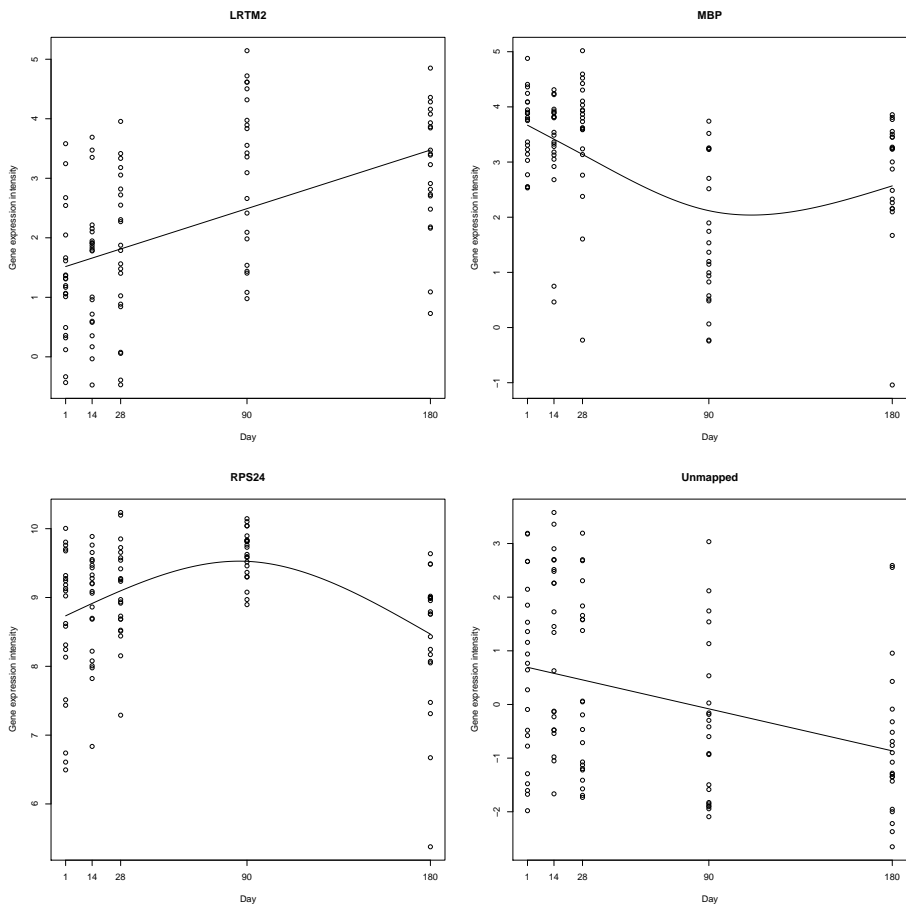 LRTM2
Gene expression intensity
5
4
3
2
1
0
1 14 28 90 180
Day
MBP
Gene expression intensity
5
4
3
2
1
0
−1
1 14 28 90 180
Day
RPS24
Gene expression intensity
10
9
8
7
6
1 14 28 90 180
Day
Unmapped
Gene expression intensity
3
2
1
0
−1
−2
1 14 28 90 180
Day